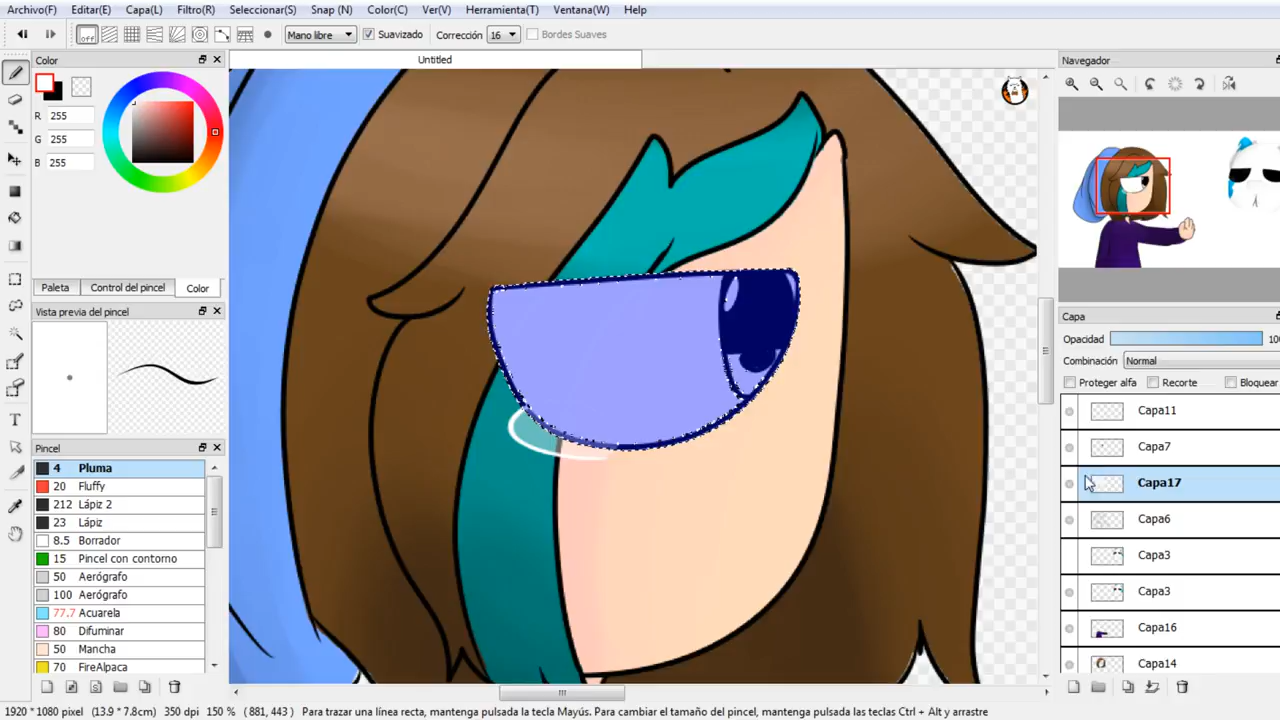 Archivo(F) Editar(E) Capa(L) Filtro(R) Seleccionar(S) Snap (N) Color(C) Ver(V) Herramienta(T) Ventana(W) Help
Off Mano libre Suavizado Corrección 16 Bordes Suaves
Color Untitled Navegador
R 255
G 255
B 255
Paleta Control del pincel Color
Vista previa del pincel Capa
Opacidad 100
Combinación Normal
Proteger alfa Recorte Bloquear
Capa11
Capa7
Pincel
4 Pluma
20 Fluffy
212 Lápiz 2
23 Lápiz
8.5 Borrador
15 Pincel con contorno
50 Aerógrafo
100 Aerógrafo
77.7 Acuarela
80 Difuminar
50 Mancha
70 FireAlpaca
Capa17
Capa6
Capa3
Capa3
Capa16
Capa14
1920 * 1080 pixel (13.9 * 7.8cm) 350 dpi 150 % ( 881, 443 ) Para trazar una línea recta, mantenga pulsada la tecla Mayús. Para cambiar el tamaño del pincel, mantenga pulsadas las teclas Ctrl + Alt y arrastre